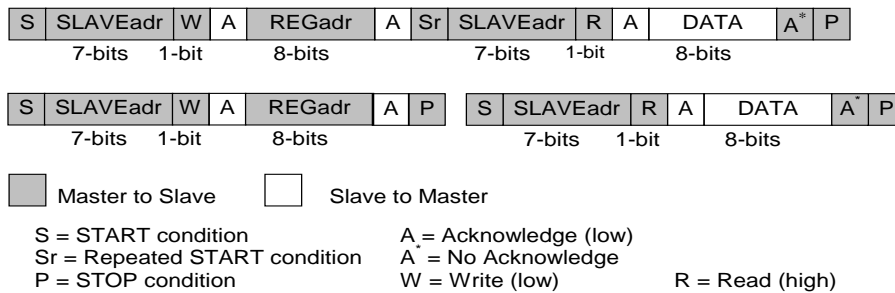 S SLAVEadr W A REGadr A Sr SLAVEadr R A DATA A* P
7-bits 1-bit 8-bits 7-bits 1-bit 8-bits
S SLAVEadr W A REGadr A P S SLAVEadr R A DATA A* P
7-bits 1-bit 8-bits 7-bits 1-bit 8-bits
Master to Slave Slave to Master
S = START condition A = Acknowledge (low)
Sr = Repeated START condition A* = No Acknowledge
P = STOP condition W = Write (low) R = Read (high)